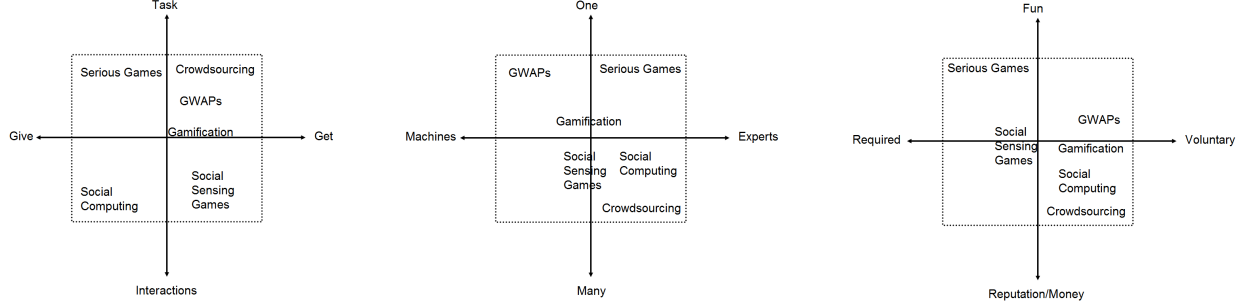 Task
Serious Games
Crowdsourcing
GWAPs
Gamification
Give
Get
Social
Computing
Social
Sensing
Games
Interactions
One
GWAPs
Serious Games
Gamification
Machines
Experts
Social
Sensing
Games
Social
Computing
Crowdsourcing
Many
Fun
Serious Games
GWAPs
Required
Voluntary
Social
Sensing
Games
Gamification
Social
Computing
Crowdsourcing
Reputation/Money